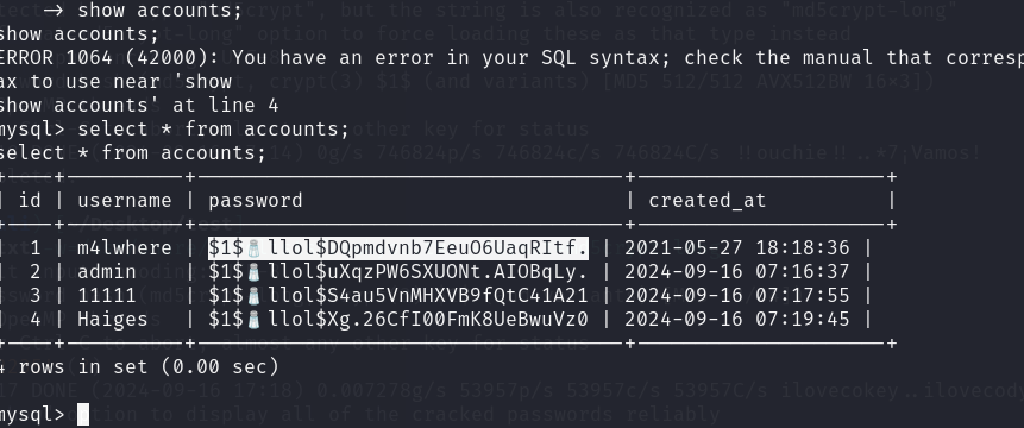 → show accounts;
show accounts;
ERROR 1064 (42000): You have an error in your SQL syntax; check the manual that corresp
ax to use near 'show
show accounts' at line 4
mysql> select * from accounts;
select * from accounts;
| id | username | password | created_at |
| 1 | m4lwhere | $1$🧂llol$DQpmdvnb7EeuO6UaqRItf. | 2021-05-27 18:18:36 |
| 2 | admin | $1$🧂llol$uXqzPW6SXUONt.AIOBqLy. | 2024-09-16 07:16:37 |
| 3 | 11111 | $1$🧂llol$S4au5VnMHXVB9fQtC41A21 | 2024-09-16 07:17:55 |
| 4 | Haiges | $1$🧂llol$Xg.26CfI00FmK8UeBwuVz0 | 2024-09-16 07:19:45 |
4 rows in set (0.00 sec)
mysql>